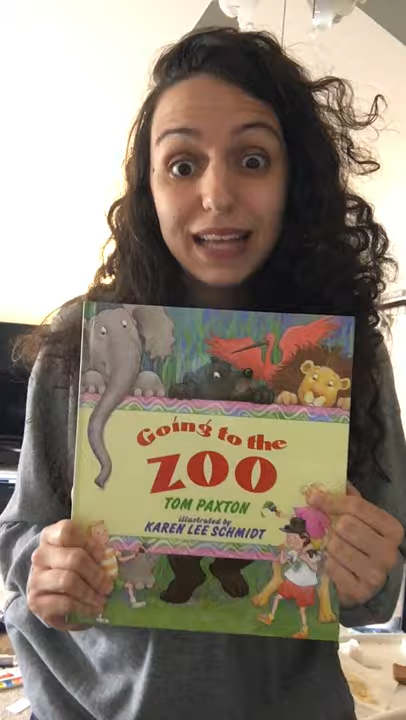 Going to the
ZOO
TOM PAXTON
illustrated by
KAREN LEE SCHMIDT